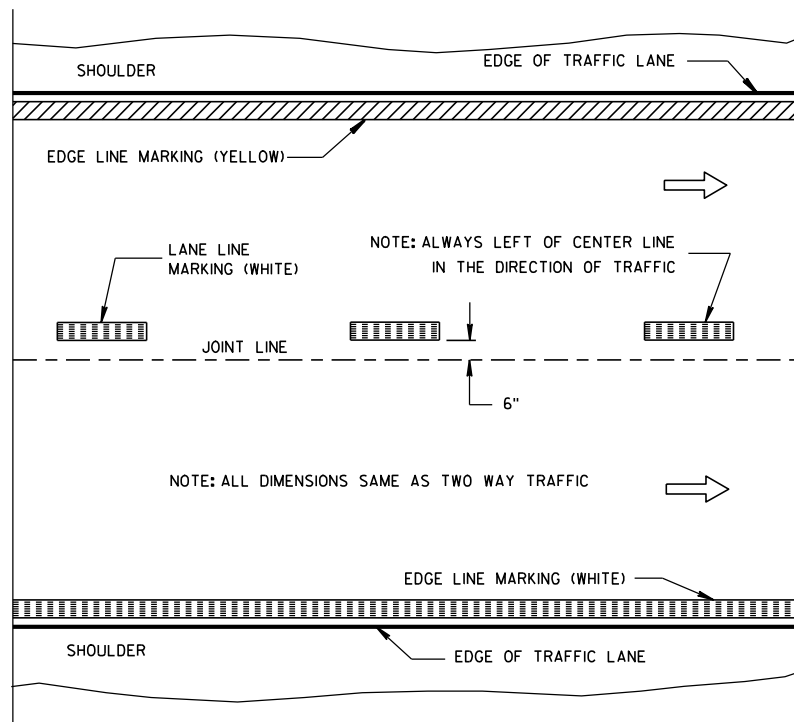 SHOULDER
EDGE OF TRAFFIC LANE
EDGE LINE MARKING (YELLOW)
LANE LINE
MARKING (WHITE)
NOTE: ALWAYS LEFT OF CENTER LINE
IN THE DIRECTION OF TRAFFIC
JOINT LINE
6"
NOTE: ALL DIMENSIONS SAME AS TWO WAY TRAFFIC
EDGE LINE MARKING (WHITE)
SHOULDER
EDGE OF TRAFFIC LANE